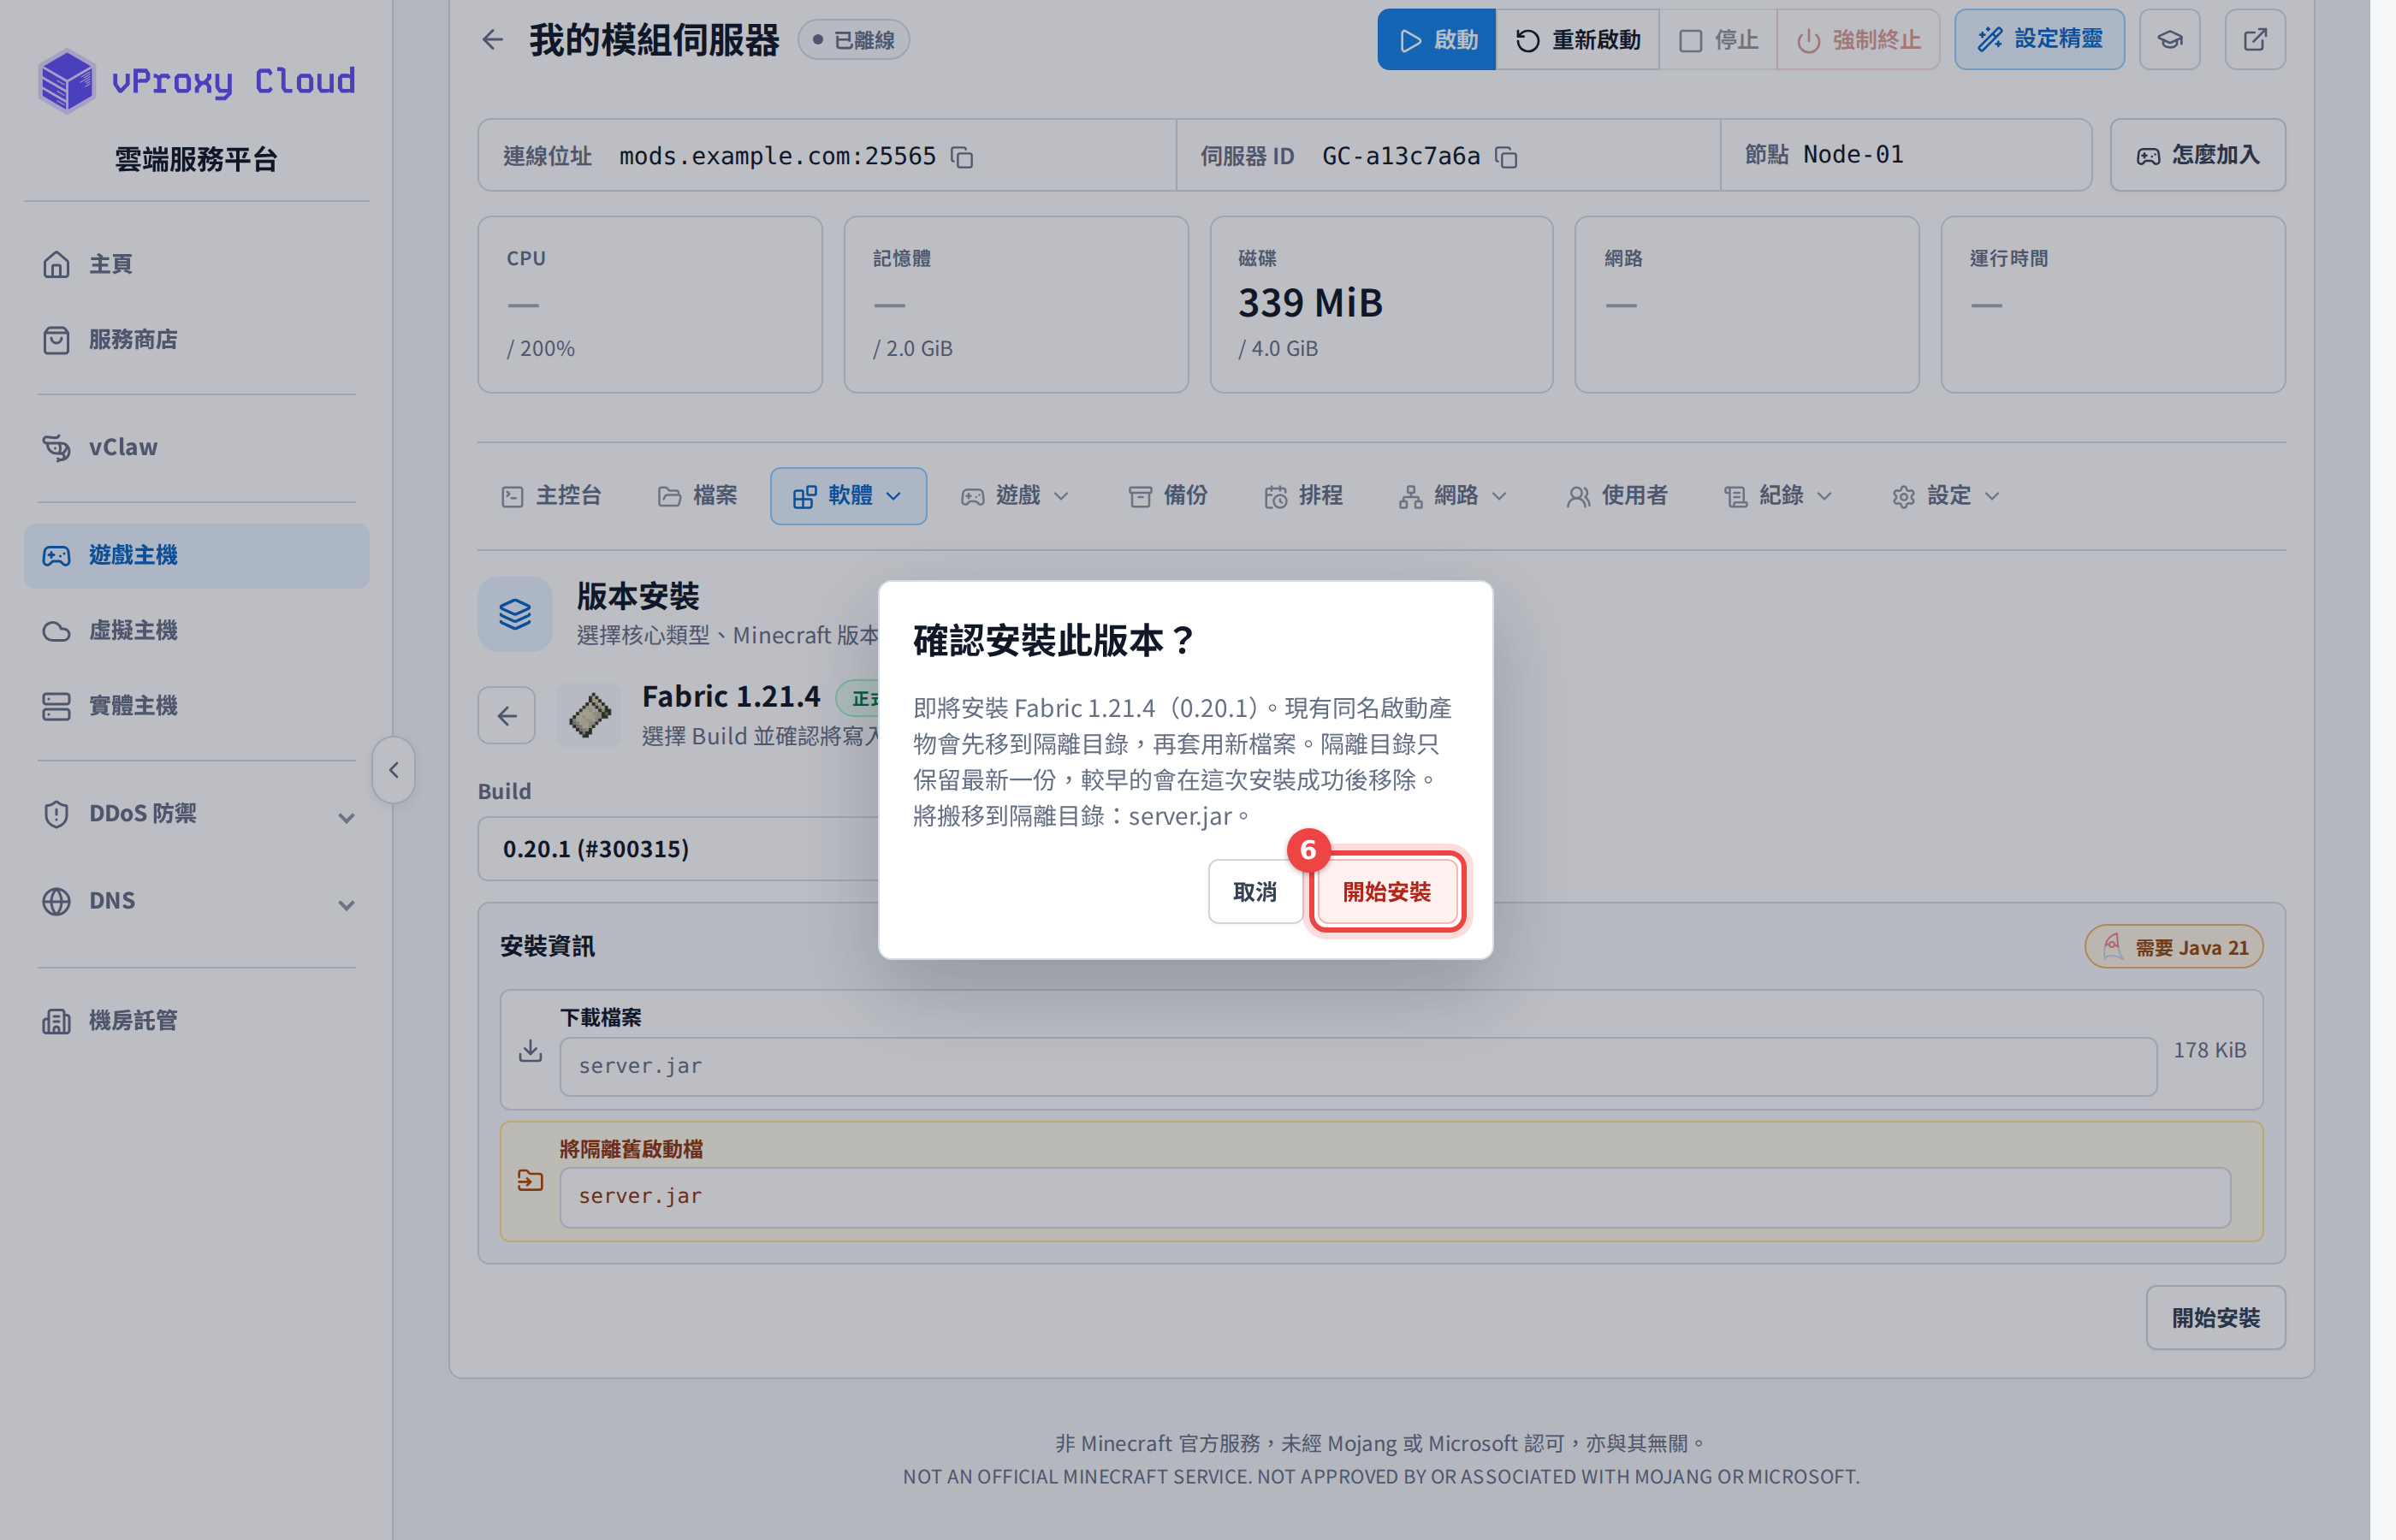 vProxy Cloud
雲端服務平台
主頁
服務商店
vClaw
遊戲主機
虛擬主機
實體主機
DDoS 防禦
DNS
機房託管
我的模組伺服器
已離線
啟動
重新啟動
停止
強制終止
設定精靈
連線位址 mods.example.com:25565
伺服器 ID GC-a13c7a6a
節點 Node-01
怎麼加入
CPU
—
/ 200%
記憶體
—
/ 2.0 GiB
磁碟
339 MiB
/ 4.0 GiB
網路
—
運行時間
—
主控台
檔案
軟體
遊戲
備份
排程
網路
使用者
紀錄
設定
版本安裝
選擇核心類型、Minecraft 版本
Fabric 1.21.4
選擇 Build 並確認將寫入
Build
0.20.1 (#300315)
確認安裝此版本？
即將安裝 Fabric 1.21.4（0.20.1）。現有同名啟動產
物會先移到隔離目錄，再套用新檔案。隔離目錄只
保留最新一份，較早的會在這次安裝成功後移除。
將搬移到隔離目錄：server.jar。
6
取消
開始安裝
安裝資訊
需要 Java 21
下載檔案
server.jar
178 KiB
將隔離舊啟動檔
server.jar
開始安裝
非 Minecraft 官方服務，未經 Mojang 或 Microsoft 認可，亦與其無關。
NOT AN OFFICIAL MINECRAFT SERVICE. NOT APPROVED BY OR ASSOCIATED WITH MOJANG OR MICROSOFT.